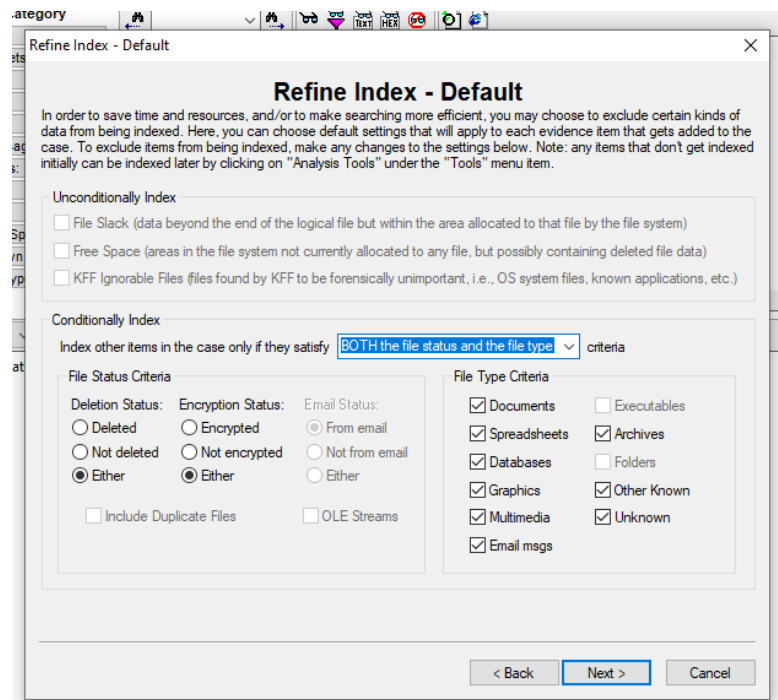 ategory
TEXT HEX
Refine Index - Default
Refine Index - Default
In order to save time and resources, and/or to make searching more efficient, you may choose to exclude certain kinds of
data from being indexed. Here, you can choose default settings that will apply to each evidence item that gets added to the
case. To exclude items from being indexed, make any changes to the settings below. Note: any items that don't get indexed
initially can be indexed later by clicking on "Analysis Tools" under the "Tools" menu item.
Unconditionally Index
File Slack (data beyond the end of the logical file but within the area allocated to that file by the file system)
Free Space (areas in the file system not currently allocated to any file, but possibly containing deleted file data)
KFF Ignorable Files (files found by KFF to be forensically unimportant, i.e., OS system files, known applications, etc.)
Conditionally Index
Index other items in the case only if they satisfy BOTH the file status and the file type criteria
File Status Criteria
Deletion Status: Encryption Status: Email Status:
Deleted Encrypted From email
Not deleted Not encrypted Not from email
Either Either Either
Include Duplicate Files OLE Streams
File Type Criteria
Documents Executables
Spreadsheets Archives
Databases Folders
Graphics Other Known
Multimedia Unknown
Email msgs
< Back Next > Cancel